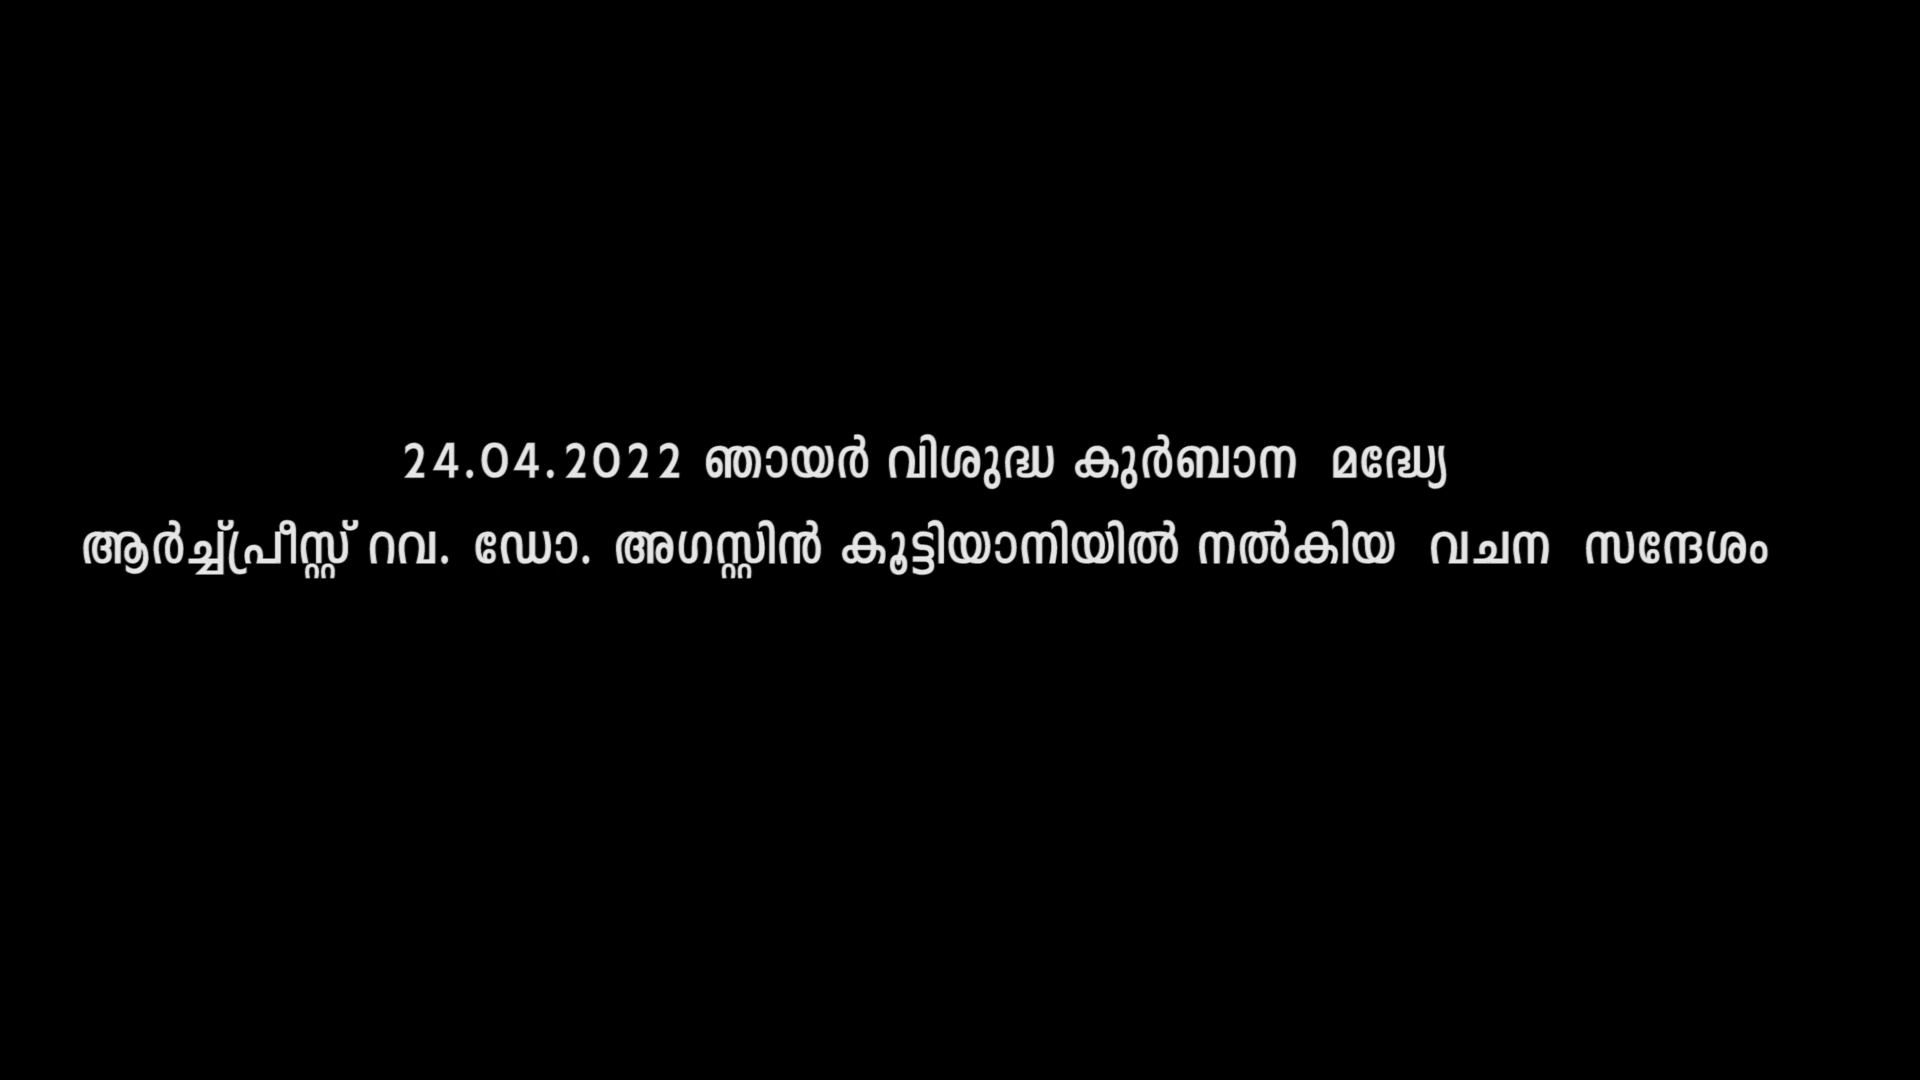 24.04.2022 ഞായർ വിശുദ്ധ കുർബാന മദ്ധ്യേ
ആർച്ച്പ്രീസ്റ്റ് റവ. ഡോ. അഗസ്റ്റിൻ കൂട്ടിയാനിയിൽ നൽകിയ വചന സന്ദേശം